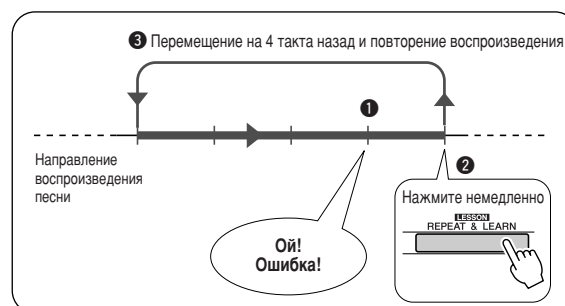 ❸ Перемещение на 4 такта назад и повторение воспроизведения
❶
Направление
воспроизведения
песни
❷
Нажмите немедленно
LESSON
REPEAT & LEARN
Ой!
Ошибка!